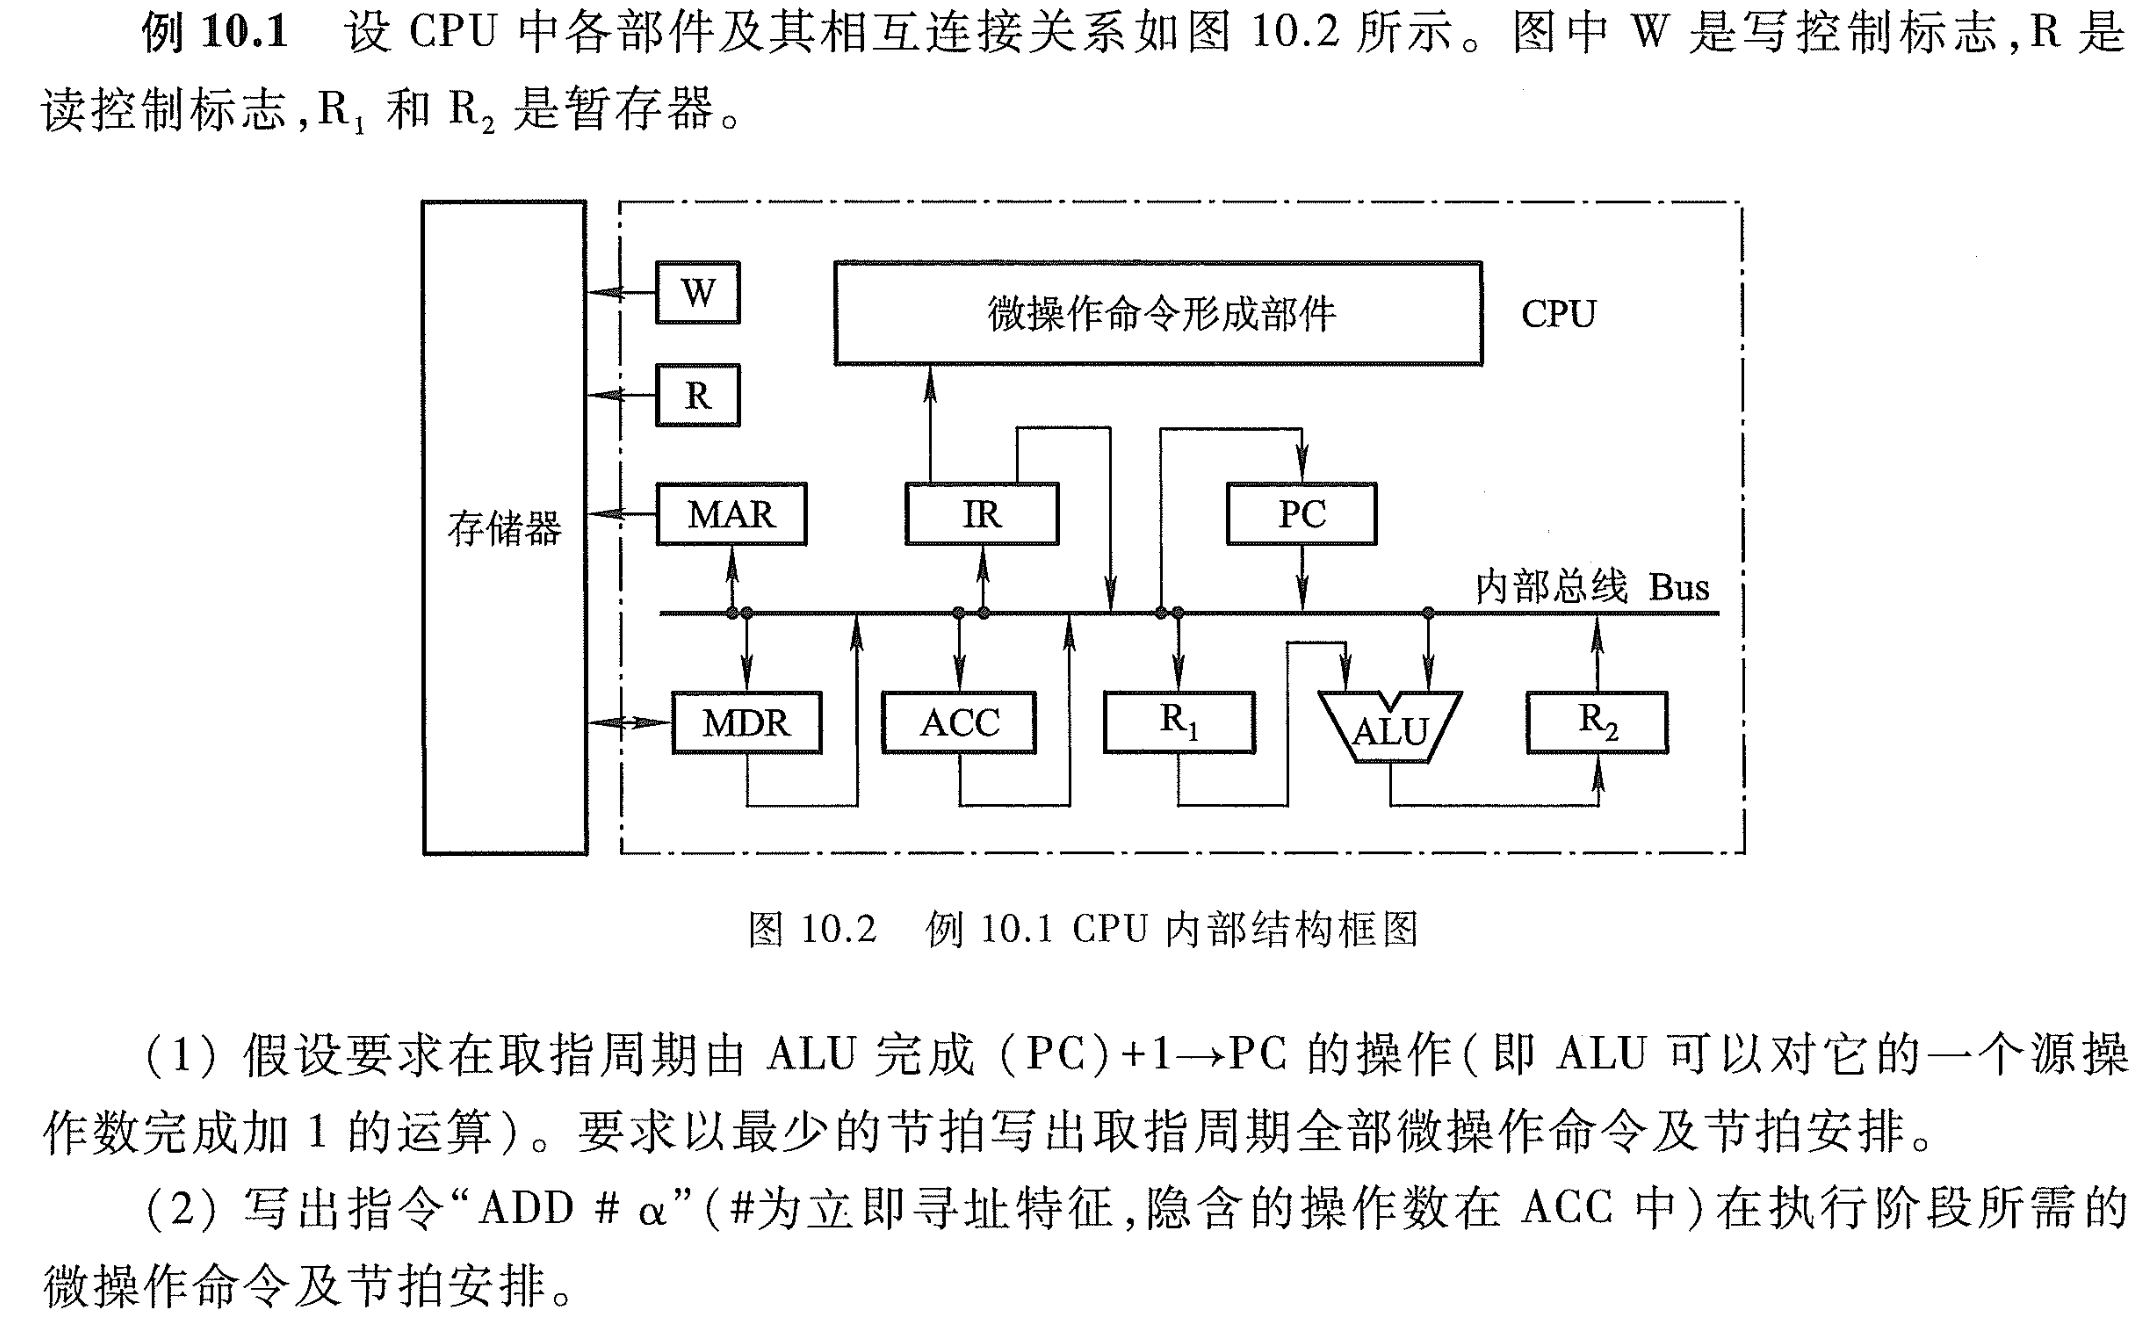 例 10.1 设 CPU 中各部件及其相互连接关系如图 10.2 所示。图中 W 是写控制标志,R 是
读控制标志,R₁ 和 R₂ 是暂存器。
W
微操作命令形成部件
CPU
R
存储器
MAR
IR
PC
内部总线 Bus
MDR
ACC
R₁
ALU
R₂
图 10.2 例 10.1 CPU 内部结构框图
(1) 假设要求在取指周期由 ALU 完成 (PC)+1→PC 的操作(即 ALU 可以对它的一个源操
作数完成加 1 的运算)。要求以最少的节拍写出取指周期全部微操作命令及节拍安排。
(2) 写出指令“ADD # α”(#为立即寻址特征,隐含的操作数在 ACC 中)在执行阶段所需的
微操作命令及节拍安排。